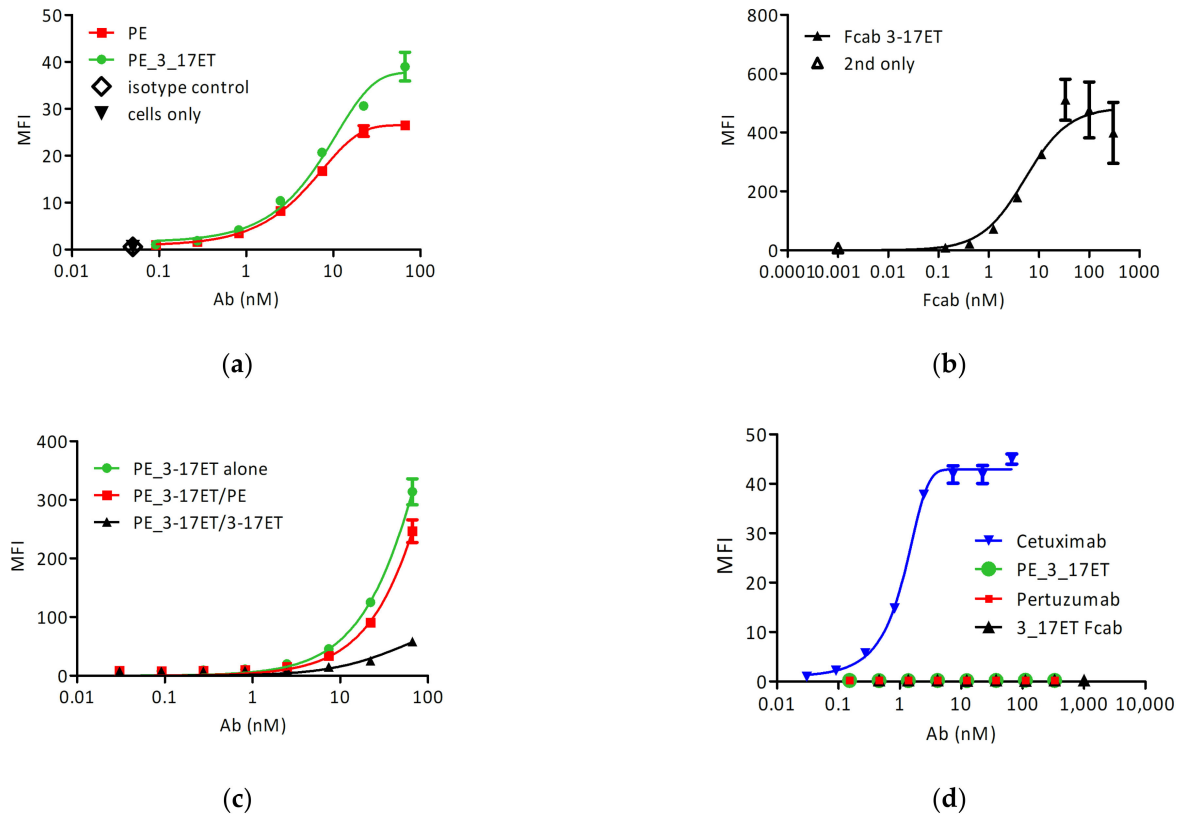 50
40
30
20
10
0
MFI
PE
PE_3_17ET
isotype control
cells only
0.01 0.1 1 10 100
Ab (nM)
(a)
800
600
400
200
0
MFI
Fcab 3-17ET
2nd only
0.0001 0.001 0.01 0.1 1 10 100 1000
Fcab (nM)
(b)
400
300
200
100
0
MFI
PE_3-17ET alone
PE_3-17ET/PE
PE_3-17ET/3-17ET
0.01 0.1 1 10 100
Ab (nM)
(c)
50
40
30
20
10
0
MFI
Cetuximab
PE_3_17ET
Pertuzumab
3_17ET Fcab
0.01 0.1 1 10 100 1,000 10,000
Ab (nM)
(d)